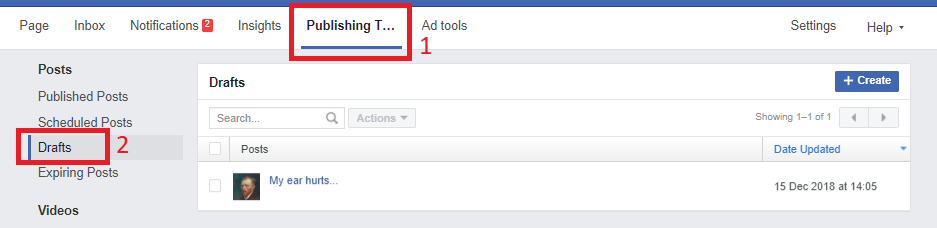 Page Inbox Notifications 2 Insights Publishing T... Ad tools Settings Help
1
Posts
Published Posts
Scheduled Posts
Drafts 2
Expiring Posts
Videos
Drafts + Create
Search... Actions Showing 1–1 of 1
Posts Date Updated
My ear hurts... 15 Dec 2018 at 14:05